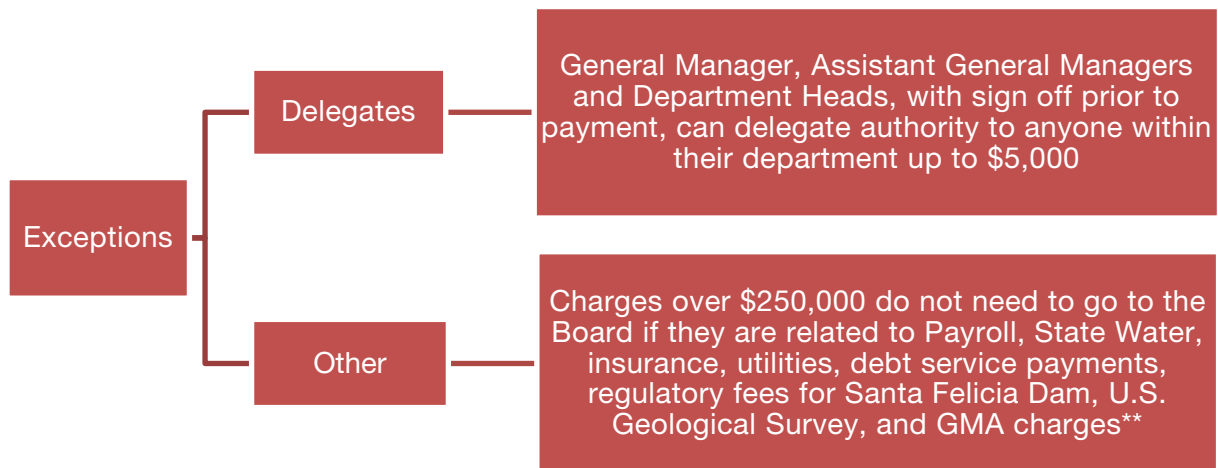 Exceptions
Delegates
General Manager, Assistant General Managers
and Department Heads, with sign off prior to
payment, can delegate authority to anyone within
their department up to $5,000
Other
Charges over $250,000 do not need to go to the
Board if they are related to Payroll, State Water,
insurance, utilities, debt service payments,
regulatory fees for Santa Felicia Dam, U.S.
Geological Survey, and GMA charges**